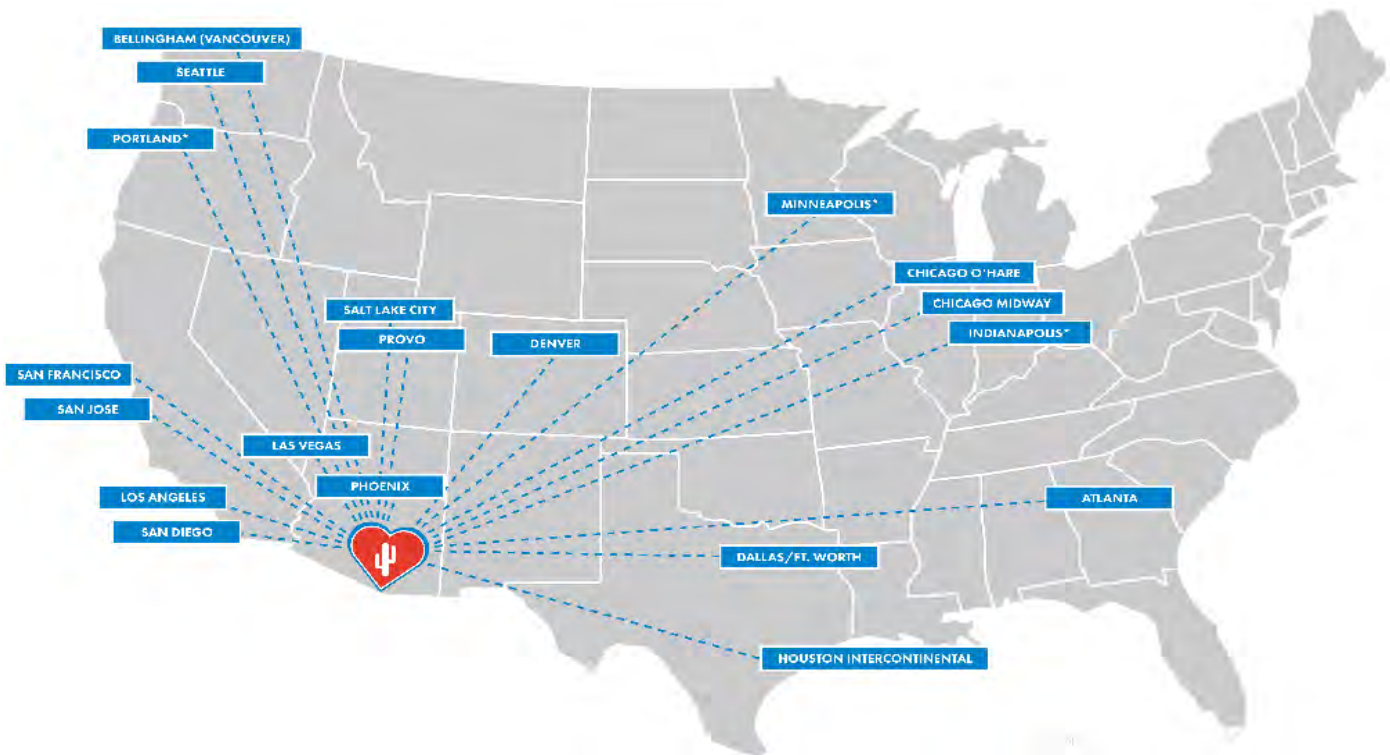 BELLINGHAM (VANCOUVER)
SEATTLE
PORTLAND*
MINNEAPOLIS*
CHICAGO O'HARE
CHICAGO MIDWAY
SALT LAKE CITY
INDIANAPOLIS*
PROVO
DENVER
SAN FRANCISCO
SAN JOSE
LAS VEGAS
PHOENIX
LOS ANGELES
ATLANTA
SAN DIEGO
DALLAS/FT. WORTH
HOUSTON INTERCONTINENTAL